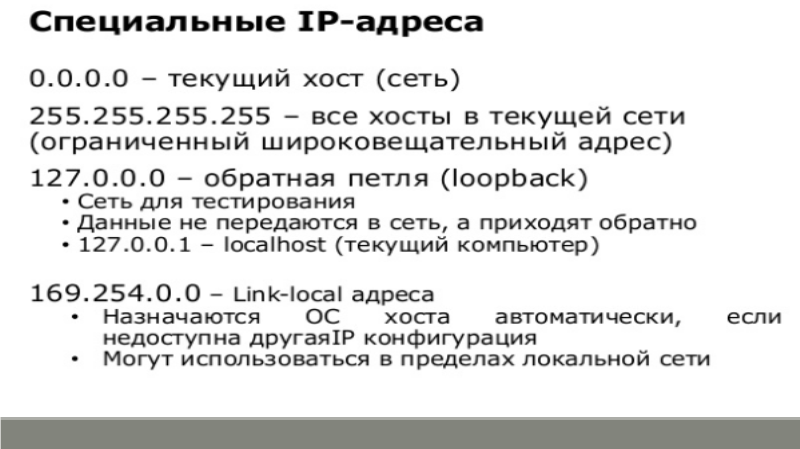 Специальные IP-адреса
0.0.0.0 – текущий хост (сеть)
255.255.255.255 – все хосты в текущей сети
(ограниченный широковещательный адрес)
127.0.0.0 – обратная петля (loopback)
• Сеть для тестирования
• Данные не передаются в сеть, а приходят обратно
• 127.0.0.1 – localhost (текущий компьютер)
169.254.0.0 – Link-local адреса
• Назначаются ОС хоста автоматически, если
недоступна другаяIP конфигурация
• Могут использоваться в пределах локальной сети